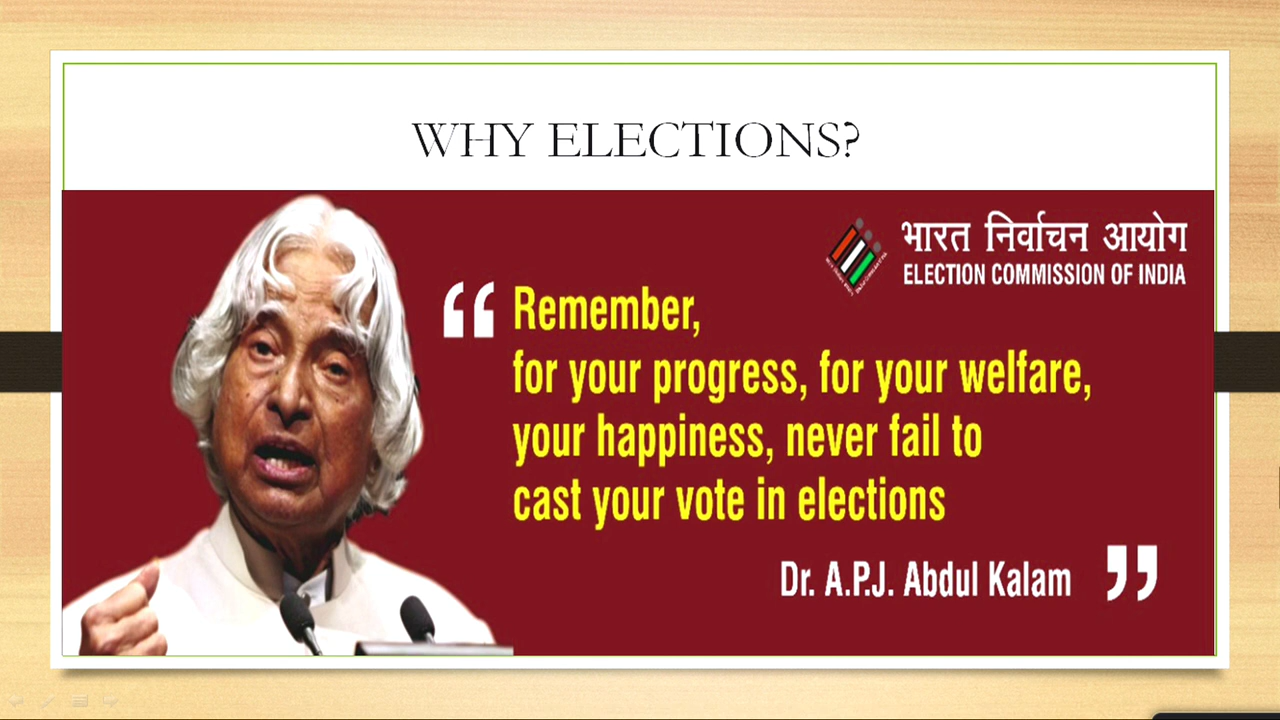 WHY ELECTIONS?
भारत निर्वाचन आयोग
ELECTION COMMISSION OF INDIA
“ Remember,
for your progress, for your welfare,
your happiness, never fail to
cast your vote in elections
Dr. A.P.J. Abdul Kalam ”